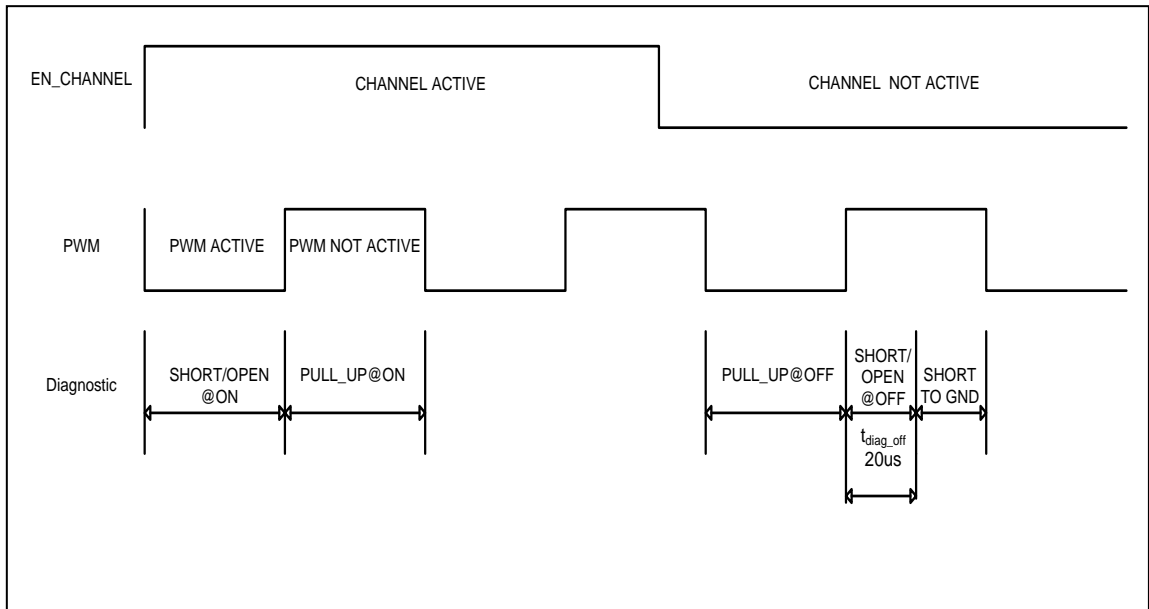 EN_CHANNEL
CHANNEL ACTIVE
CHANNEL NOT ACTIVE
PWM
PWM ACTIVE
PWM NOT ACTIVE
Diagnostic
SHORT/OPEN
@ON
PULL_UP@ON
PULL_UP@OFF
SHORT/
OPEN
@OFF
SHORT
TO GND
tdiag_off
20us